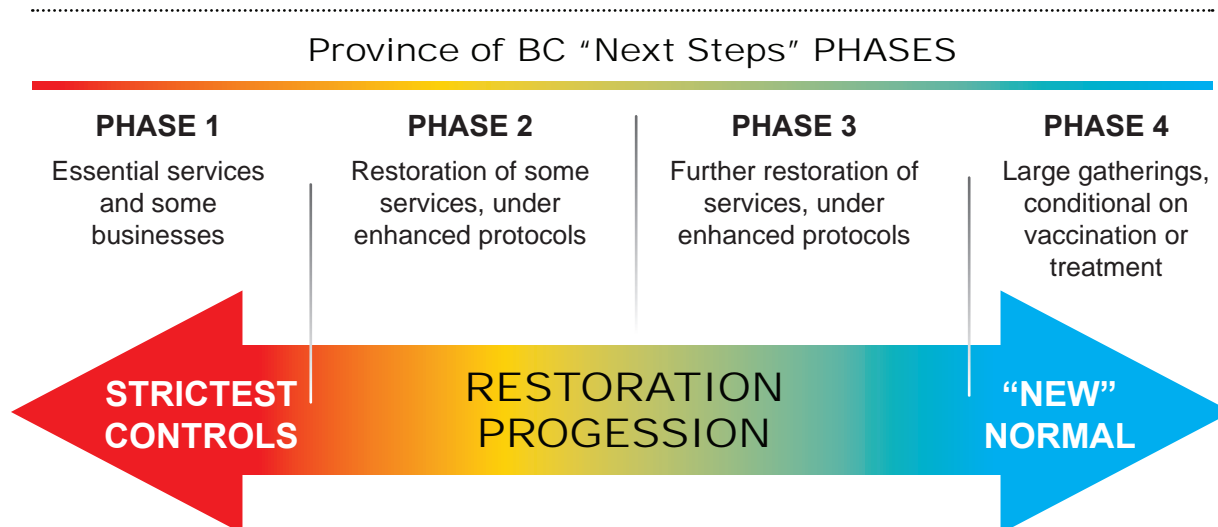 Province of BC “Next Steps” PHASES
PHASE 1
Essential services
and some
businesses
PHASE 2
Restoration of some
services, under
enhanced protocols
PHASE 3
Further restoration of
services, under
enhanced protocols
PHASE 4
Large gatherings,
conditional on
vaccination or
treatment
STRICTEST
CONTROLS
RESTORATION
PROGESSION
“NEW”
NORMAL